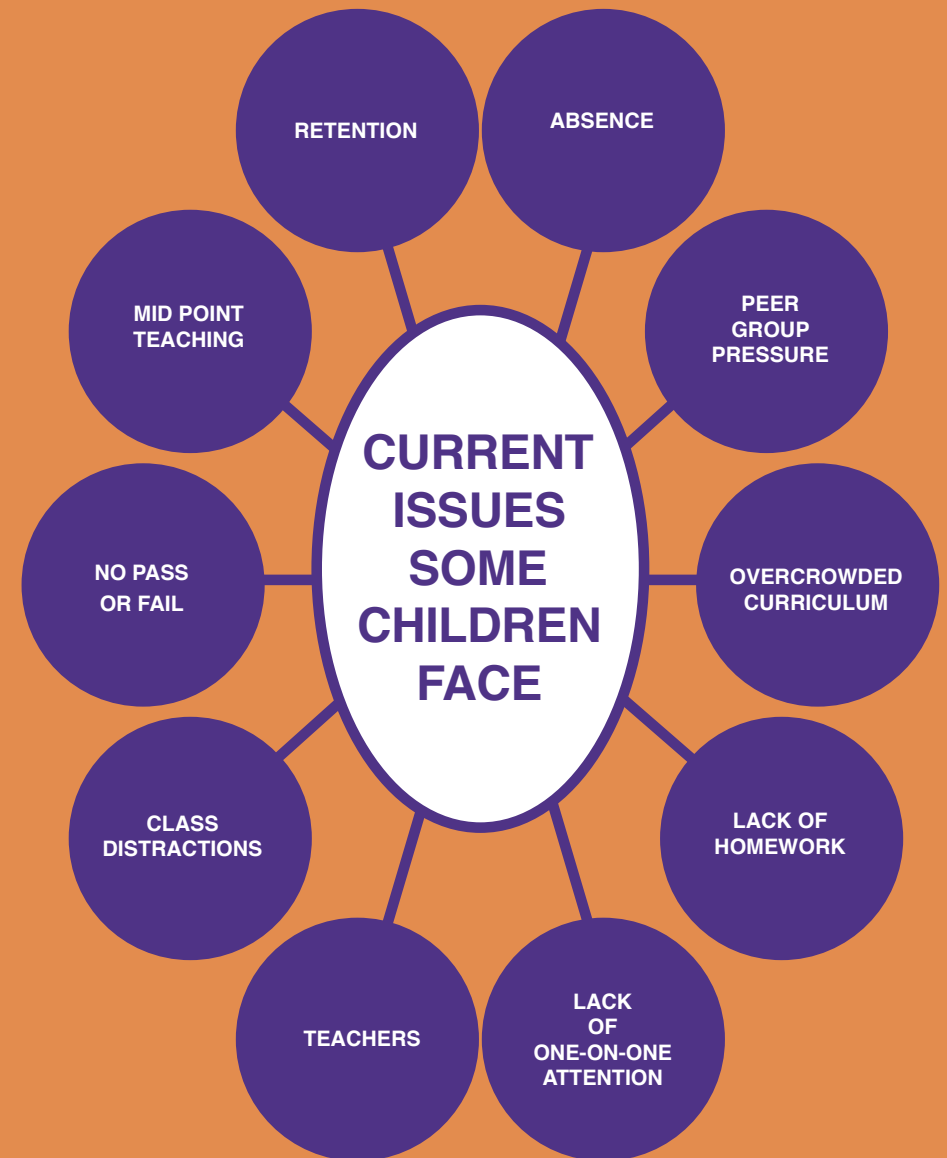 RETENTION
ABSENCE
MID POINT
TEACHING
PEER
GROUP
PRESSURE
CURRENT
ISSUES
SOME
CHILDREN
FACE
NO PASS
OR FAIL
OVERCROWDED
CURRICULUM
CLASS
DISTRACTIONS
LACK OF
HOMEWORK
TEACHERS
LACK
OF
ONE-ON-ONE
ATTENTION